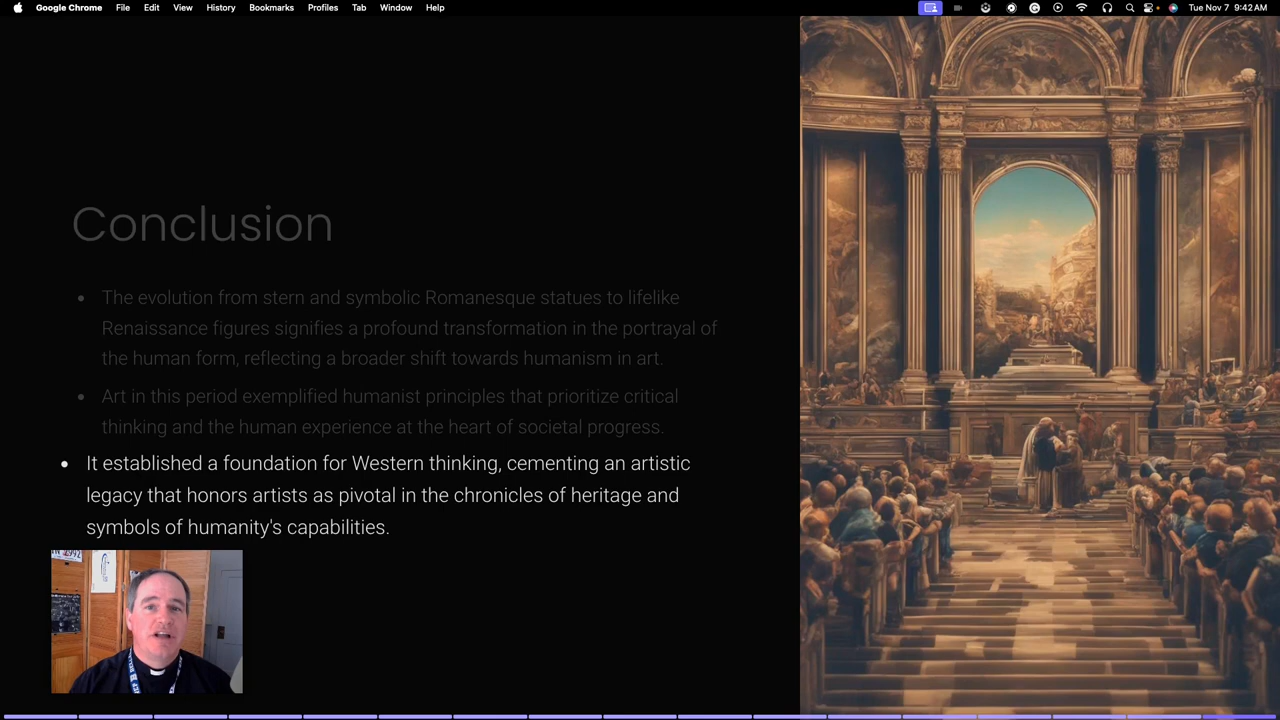 Google Chrome File Edit View History Bookmarks Profiles Tab Window Help Tue Nov 7 9:42 AM
Conclusion
• The evolution from stern and symbolic Romanesque statues to lifelike
Renaissance figures signifies a profound transformation in the portrayal of
the human form, reflecting a broader shift towards humanism in art.
• Art in this period exemplified humanist principles that prioritize critical
thinking and the human experience at the heart of societal progress.
• It established a foundation for Western thinking, cementing an artistic
legacy that honors artists as pivotal in the chronicles of heritage and
symbols of humanity's capabilities.